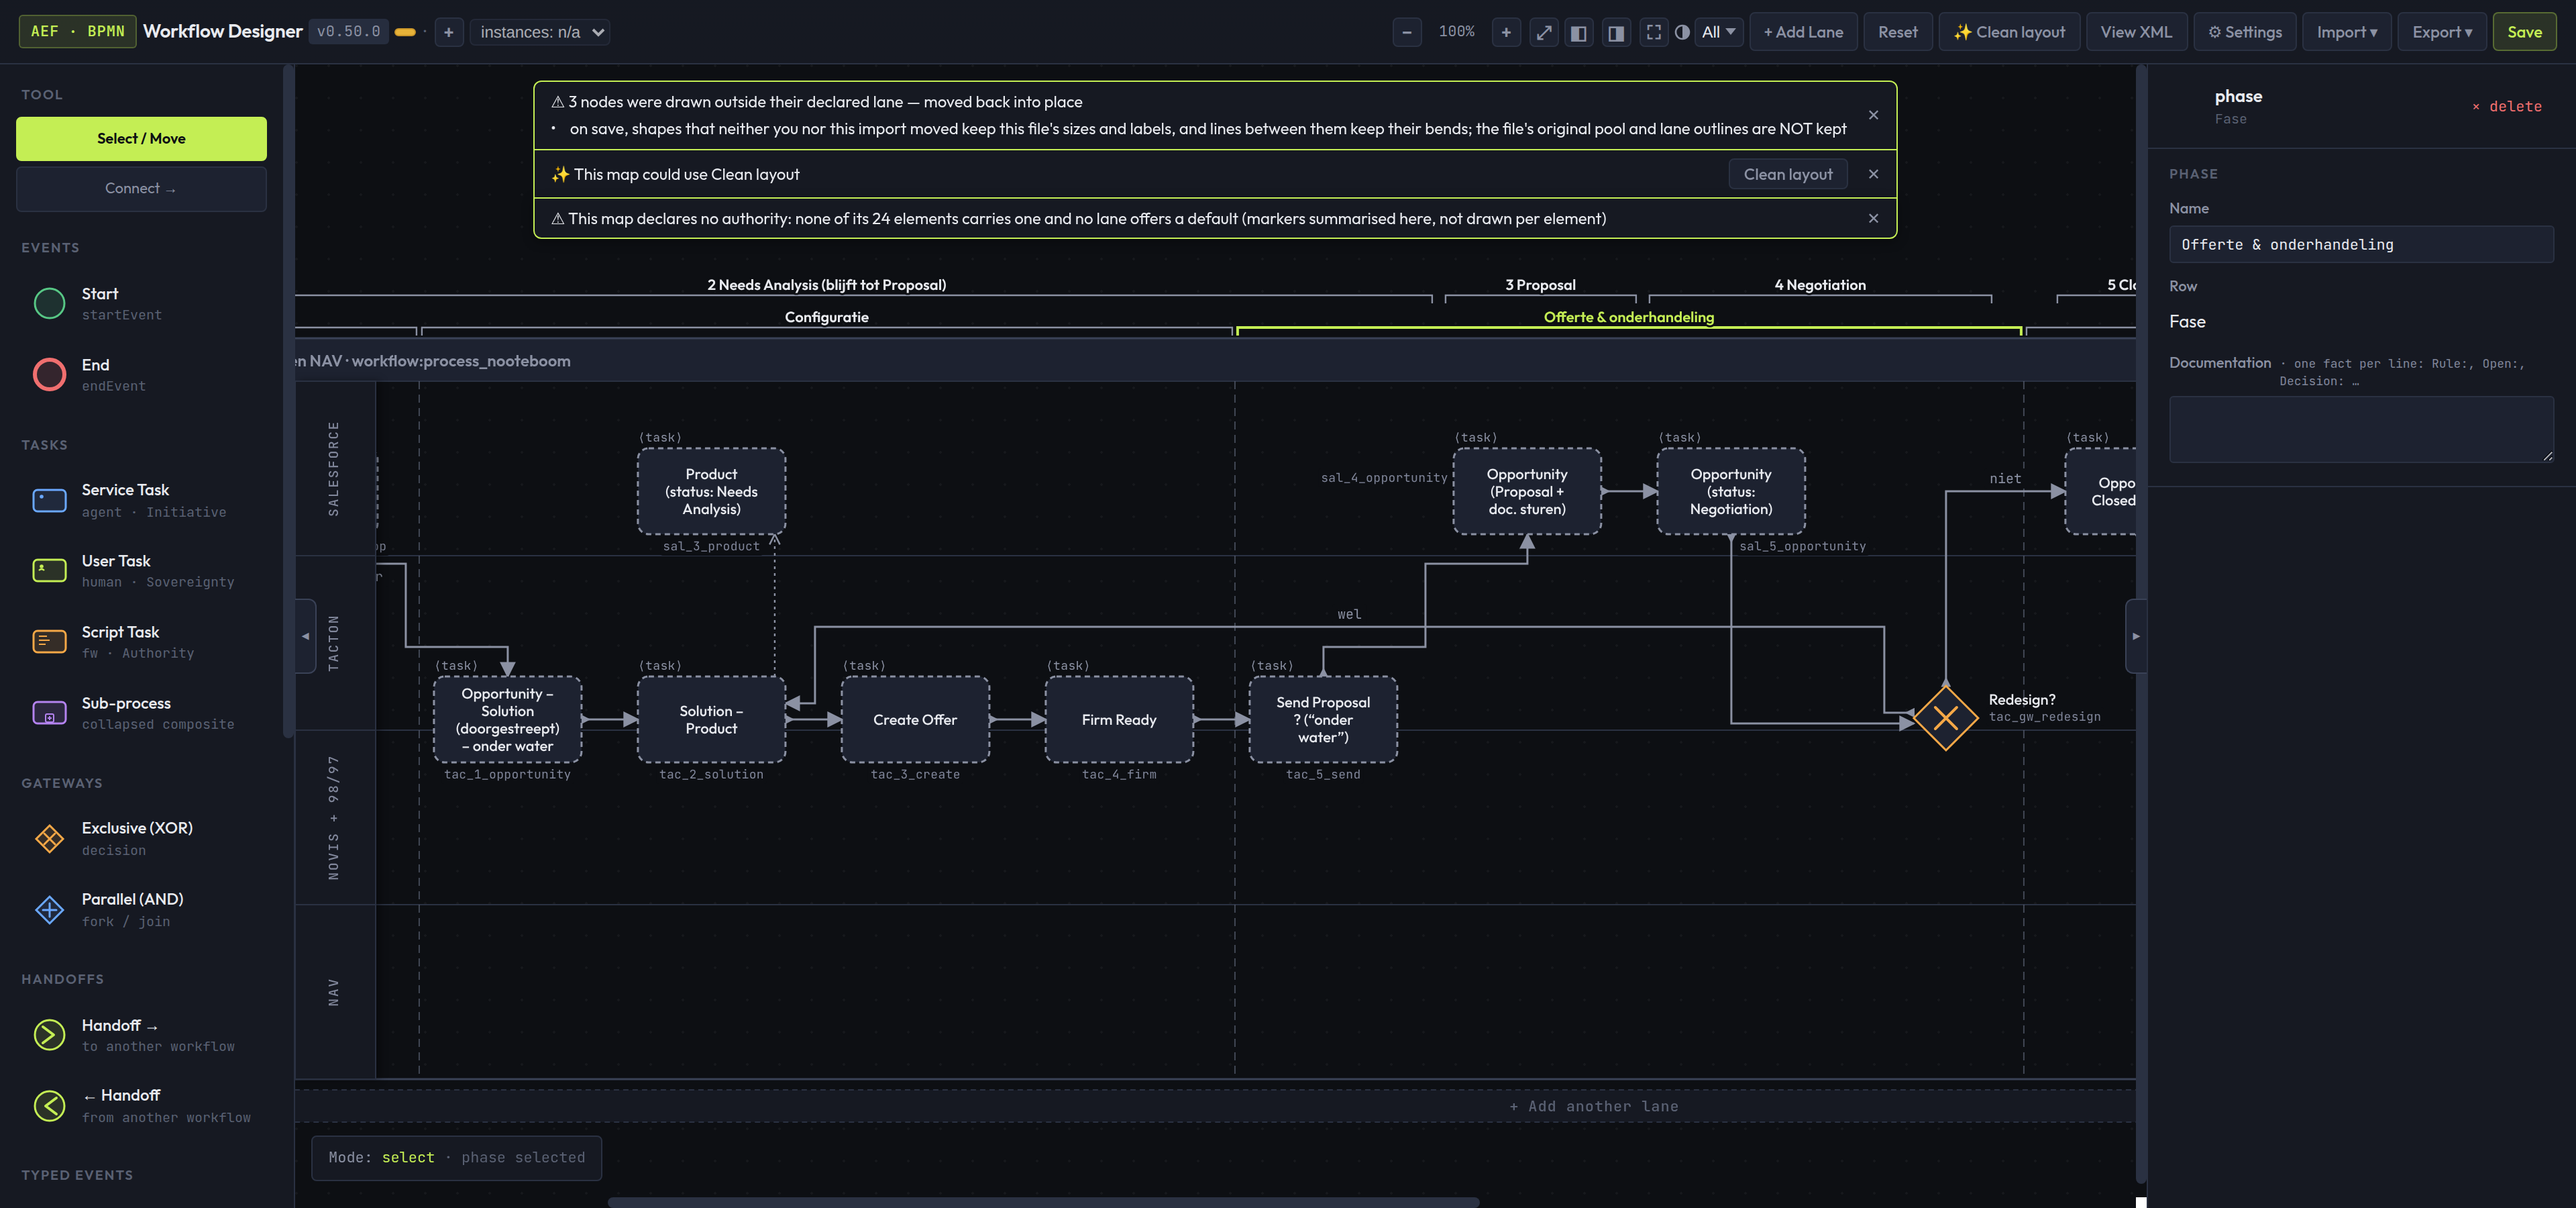 AEF · BPMN Workflow Designer v0.50.0 · + instances: n/a
− 100% + All + Add Lane Reset ✨ Clean layout View XML ⚙ Settings Import ▾ Export ▾ Save
TOOL
Select / Move
Connect →
EVENTS
Start
startEvent
End
endEvent
TASKS
Service Task
agent · Initiative
User Task
human · Sovereignty
Script Task
fw · Authority
Sub-process
collapsed composite
GATEWAYS
Exclusive (XOR)
decision
Parallel (AND)
fork / join
HANDOFFS
Handoff →
to another workflow
← Handoff
from another workflow
TYPED EVENTS
⚠ 3 nodes were drawn outside their declared lane — moved back into place
• on save, shapes that neither you nor this import moved keep this file's sizes and labels, and lines between them keep their bends; the file's original pool and lane outlines are NOT kept
✨ This map could use Clean layout
Clean layout
⚠ This map declares no authority: none of its 24 elements carries one and no lane offers a default (markers summarised here, not drawn per element)
2 Needs Analysis (blijft tot Proposal)
3 Proposal
4 Negotiation
5 Clo
Configuratie
Offerte & onderhandeling
en NAV · workflow:process_nooteboom
SALESFORCE
(task)
Product
(status: Needs
Analysis)
sal_3_product
sal_4_opportunity
(task)
Opportunity
(Proposal +
doc. sturen)
(task)
Opportunity
(status:
Negotiation)
sal_5_opportunity
niet
(task)
Oppo
Closed
op
r
TACTON
wel
(task)
Opportunity –
Solution
(doorgestreept)
– onder water
tac_1_opportunity
(task)
Solution –
Product
tac_2_solution
(task)
Create Offer
tac_3_create
(task)
Firm Ready
tac_4_firm
(task)
Send Proposal
? (“onder
water”)
tac_5_send
Redesign?
tac_gw_redesign
NOVIS + 98/97
NAV
+ Add another lane
Mode: select · phase selected
phase
Fase
× delete
PHASE
Name
Offerte & onderhandeling
Row
Fase
Documentation · one fact per line: Rule:, Open:,
Decision: …